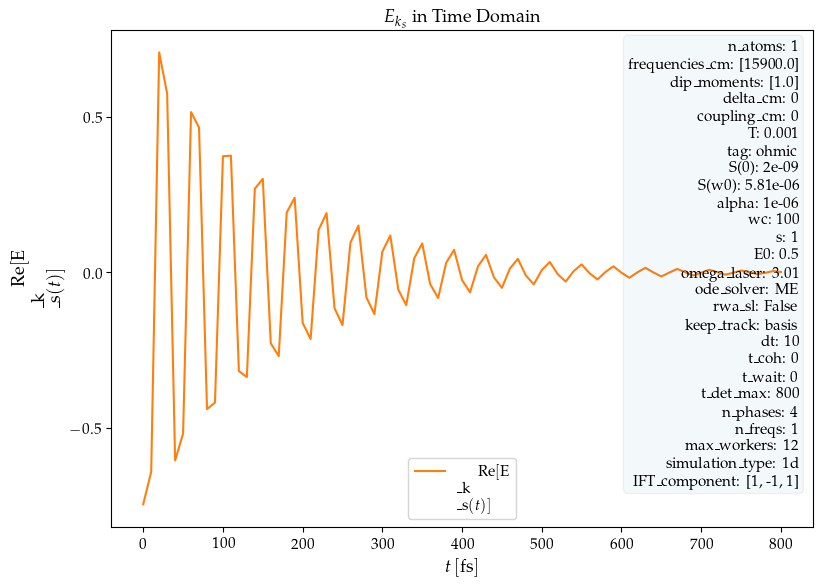 E_k_s in Time Domain
n_atoms: 1
frequencies_cm: [15900.0]
dip_moments: [1.0]
delta_cm: 0
coupling_cm: 0
T: 0.001
tag: ohmic
S(0): 2e-09
S(w0): 5.81e-06
alpha: 1e-06
wc: 100
s: 1
E0: 0.5
omega_laser: 3.01
ode_solver: ME
rwa_sl: False
keep_track: basis
dt: 10
t_coh: 0
t_wait: 0
t_det_max: 800
n_phases: 4
n_freqs: 1
max_workers: 12
simulation_type: 1d
IFT_component: [1, -1, 1]
0.5
0.0
−0.5
Re[E
_k
_s(t)]
Re[E
_k
_s(t)]
0 100 200 300 400 500 600 700 800
t [fs]